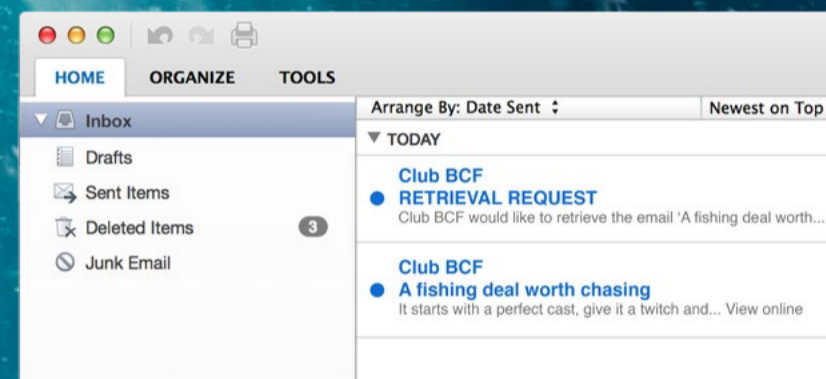 HOME ORGANIZE TOOLS
Inbox
Drafts
Sent Items
Deleted Items 3
Junk Email
Arrange By: Date Sent Newest on Top
TODAY
Club BCF
RETRIEVAL REQUEST
Club BCF would like to retrieve the email 'A fishing deal worth...
Club BCF
A fishing deal worth chasing
It starts with a perfect cast, give it a twitch and... View online